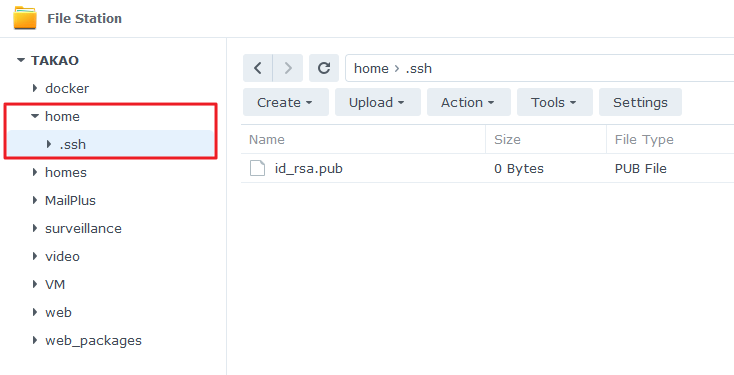 File Station
TAKAO
docker
home
.ssh
homes
MailPlus
surveillance
video
VM
web
web_packages
home › .ssh
Create Upload Action Tools Settings
Name Size File Type
id_rsa.pub 0 Bytes PUB File